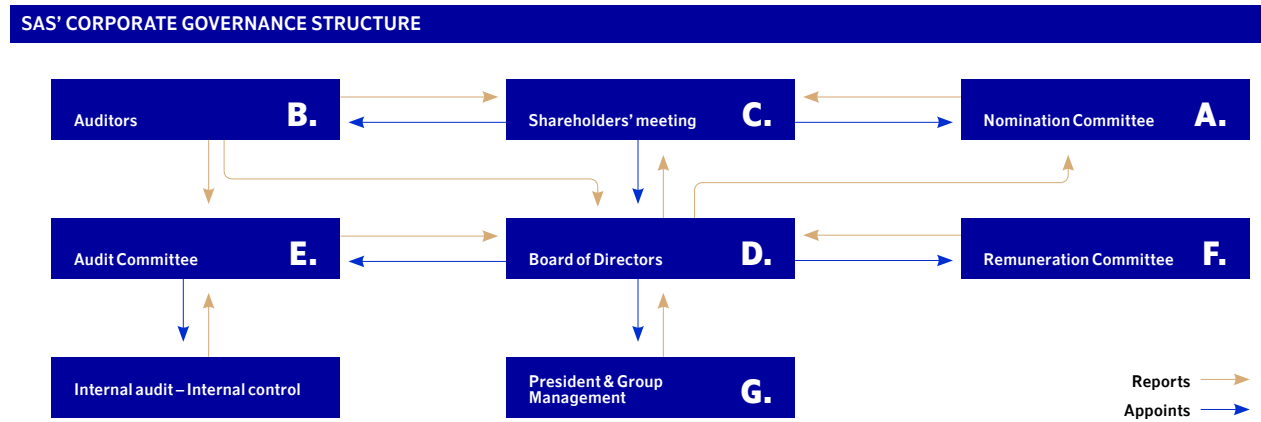 SAS’ CORPORATE GOVERNANCE STRUCTURE
Auditors B.
Shareholders’ meeting C.
Nomination Committee A.
Audit Committee E.
Board of Directors D.
Remuneration Committee F.
Internal audit – Internal control
President & Group
Management G.
Reports
Appoints